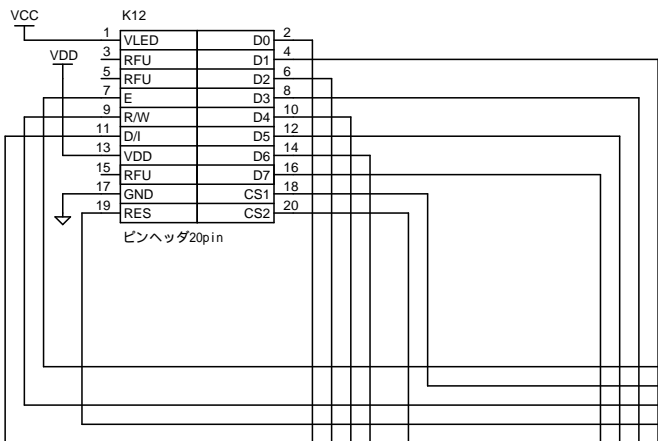 VCC
K12
1 VLED D0 2
VDD
3 RFU D1 4
5 RFU D2 6
7 E D3 8
9 R/W D4 10
11 D/I D5 12
13 VDD D6 14
15 RFU D7 16
17 GND CS1 18
19 RES CS2 20
ピンヘッダ20pin